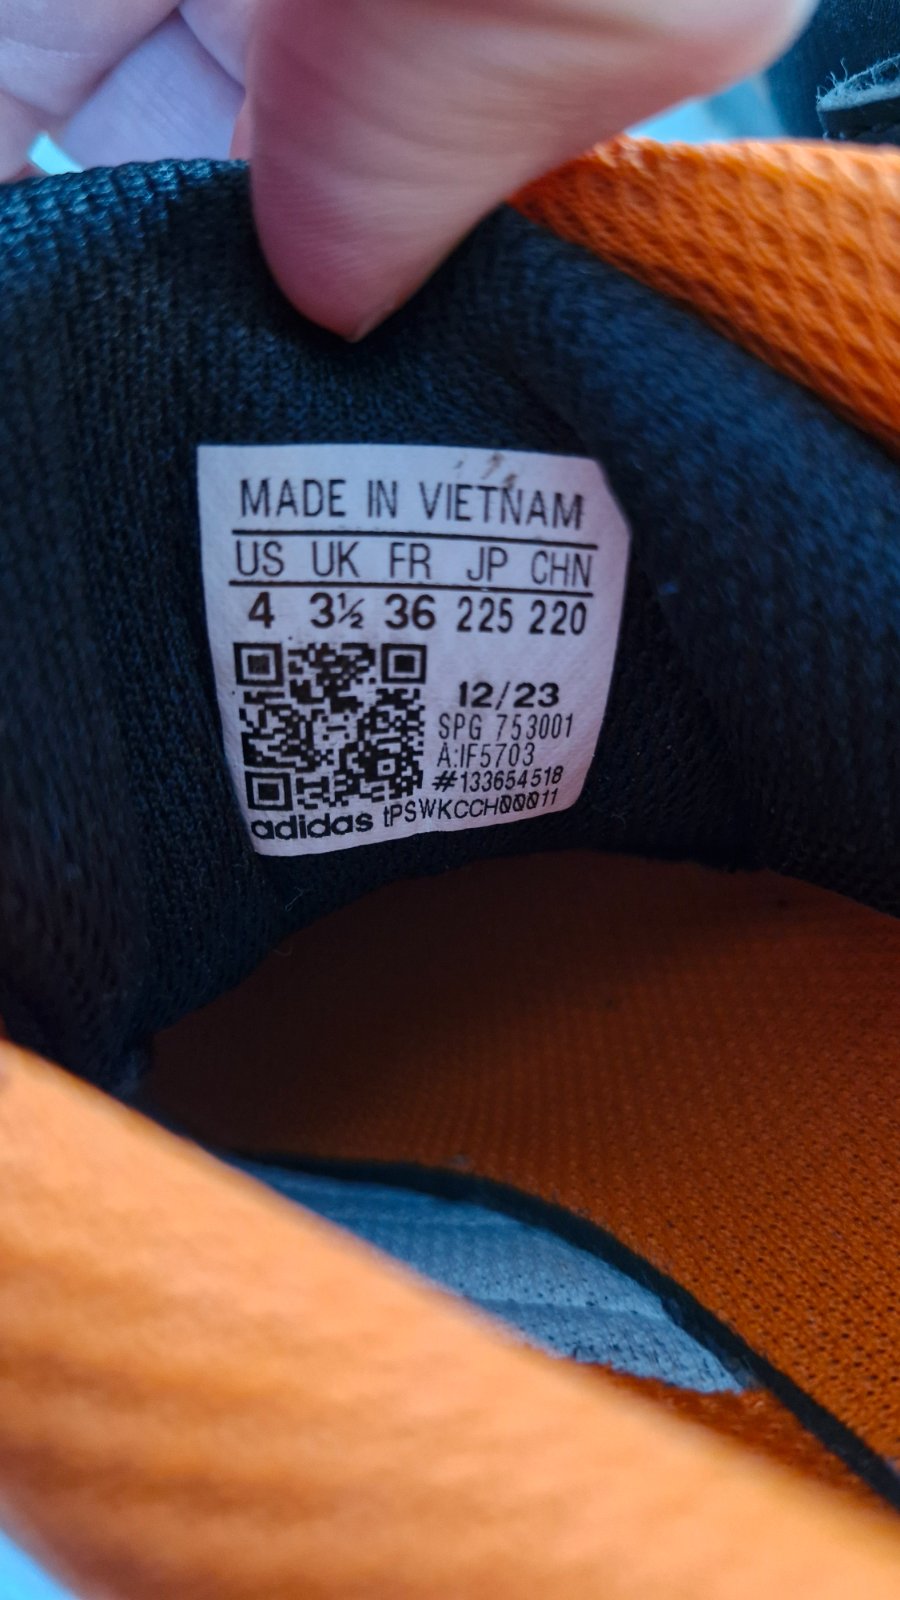 MADE IN VIETNAM
US UK FR JP CHN
4 3½ 36 225 220
12/23
SPG 753001
A:IF5703
#133654518
adidas tPSWKCCH00011